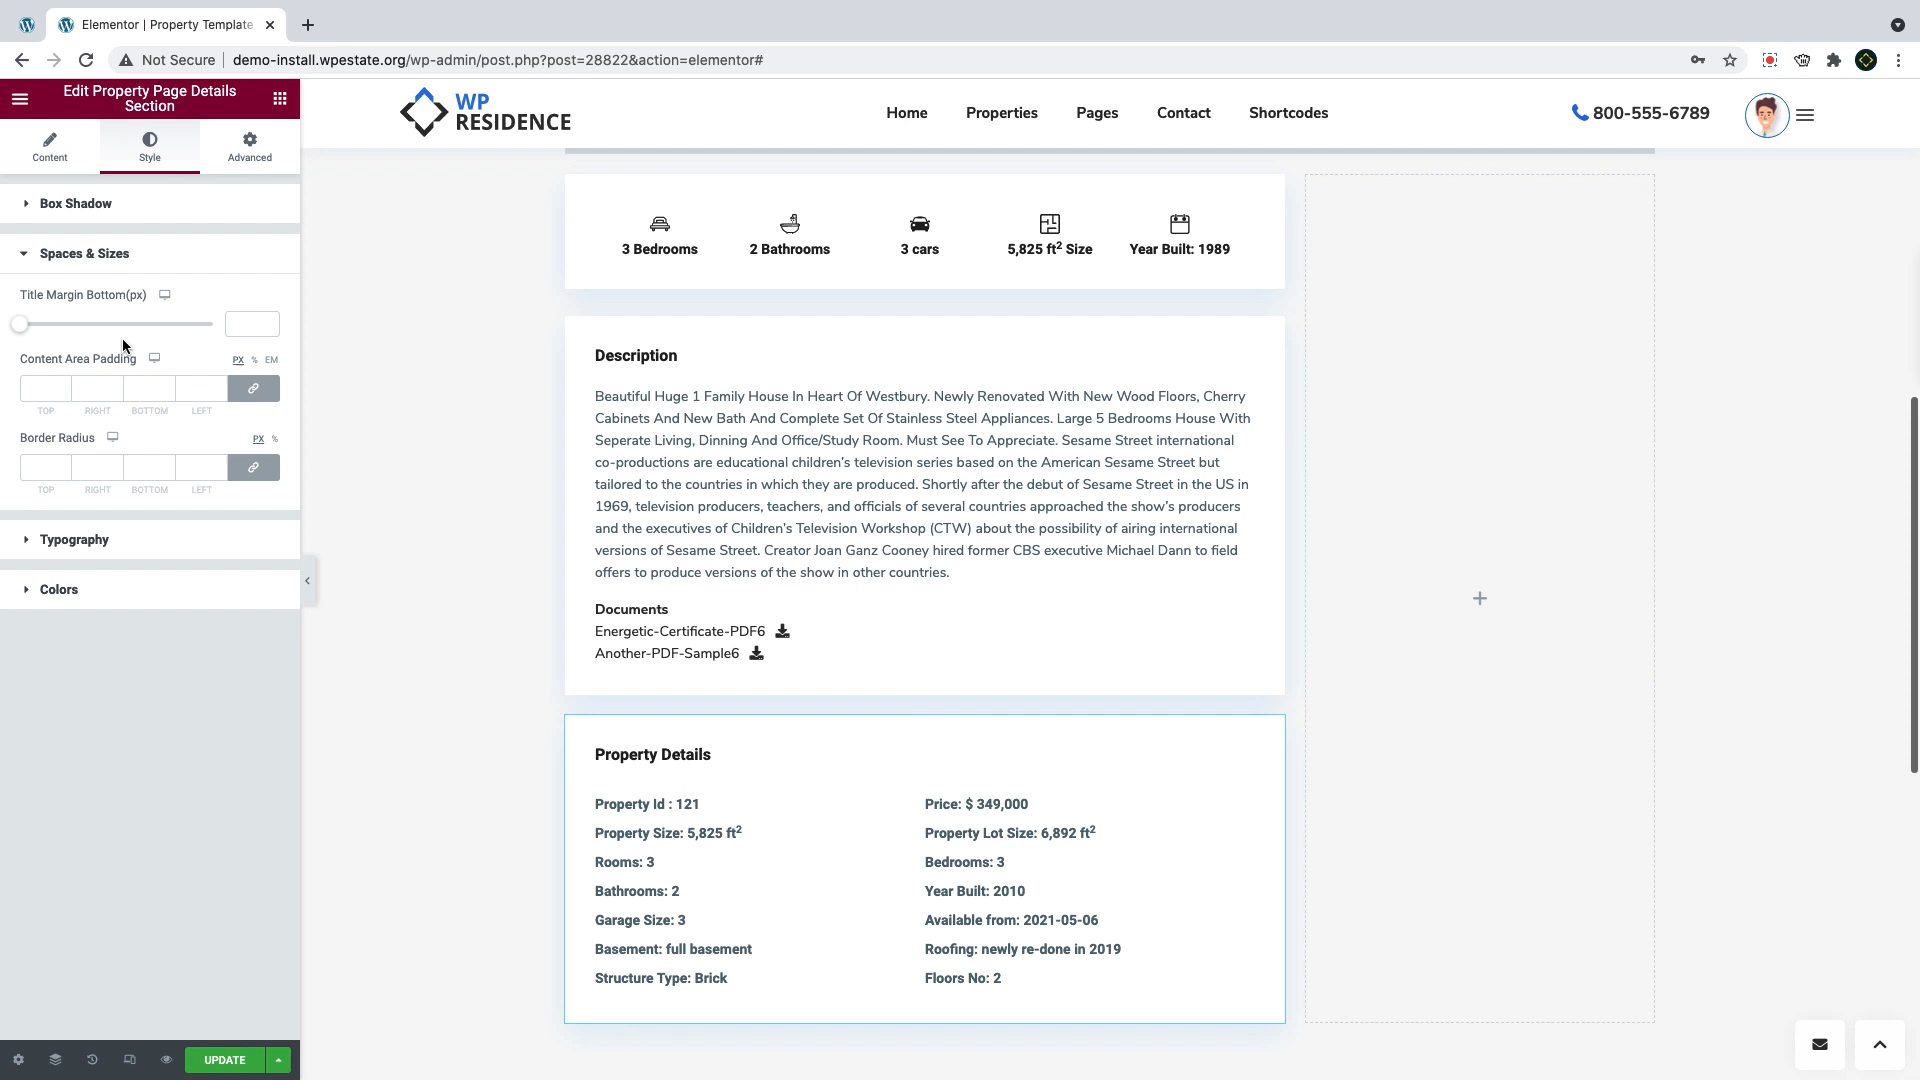 Elementor | Property Template
Not Secure
demo-install.wpestate.org/wp-admin/post.php?post=28822&action=elementor#
Edit Property Page Details
Section
Content
Style
Advanced
Box Shadow
Spaces & Sizes
Title Margin Bottom(px)
Content Area Padding
PX % EM
TOP RIGHT BOTTOM LEFT
Border Radius
PX %
TOP RIGHT BOTTOM LEFT
Typography
Colors
UPDATE
WP
RESIDENCE
Home
Properties
Pages
Contact
Shortcodes
800-555-6789
3 Bedrooms
2 Bathrooms
3 cars
5,825 ft2 Size
Year Built: 1989
Description
Beautiful Huge 1 Family House In Heart Of Westbury. Newly Renovated With New Wood Floors, Cherry
Cabinets And New Bath And Complete Set Of Stainless Steel Appliances. Large 5 Bedrooms House With
Seperate Living, Dinning And Office/Study Room. Must See To Appreciate. Sesame Street international
co-productions are educational children's television series based on the American Sesame Street but
tailored to the countries in which they are produced. Shortly after the debut of Sesame Street in the US in
1969, television producers, teachers, and officials of several countries approached the show's producers
and the executives of Children's Television Workshop (CTW) about the possibility of airing international
versions of Sesame Street. Creator Joan Ganz Cooney hired former CBS executive Michael Dann to field
offers to produce versions of the show in other countries.
Documents
Energetic-Certificate-PDF6
Another-PDF-Sample6
Property Details
Property Id : 121
Price: $ 349,000
Property Size: 5,825 ft2
Property Lot Size: 6,892 ft2
Rooms: 3
Bedrooms: 3
Bathrooms: 2
Year Built: 2010
Garage Size: 3
Available from: 2021-05-06
Basement: full basement
Roofing: newly re-done in 2019
Structure Type: Brick
Floors No: 2